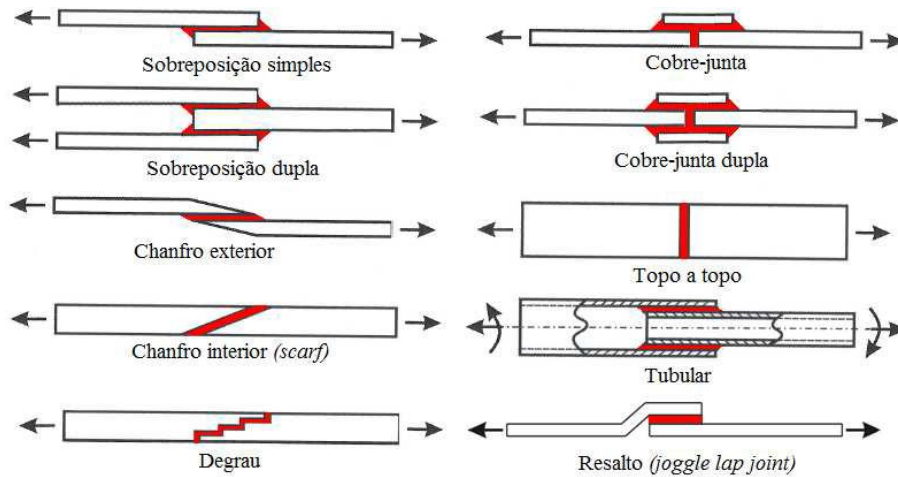 Sobreposição simples
Cobre-junta
Sobreposição dupla
Cobre-junta dupla
Chanfro exterior
Topo a topo
Chanfro interior (scarf)
Tubular
Degrau
Resalto (joggle lap joint)